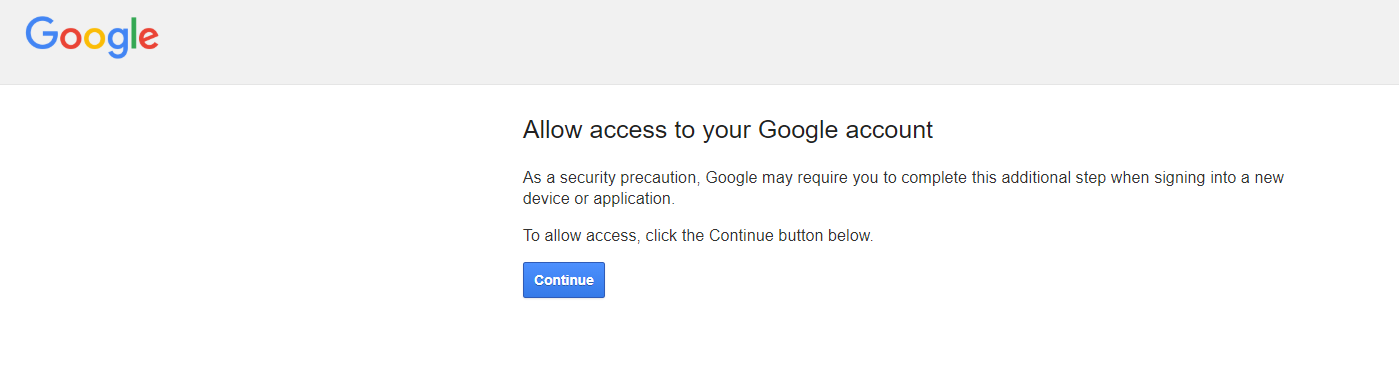 Google
Allow access to your Google account
As a security precaution, Google may require you to complete this additional step when signing into a new
device or application.
To allow access, click the Continue button below.
Continue